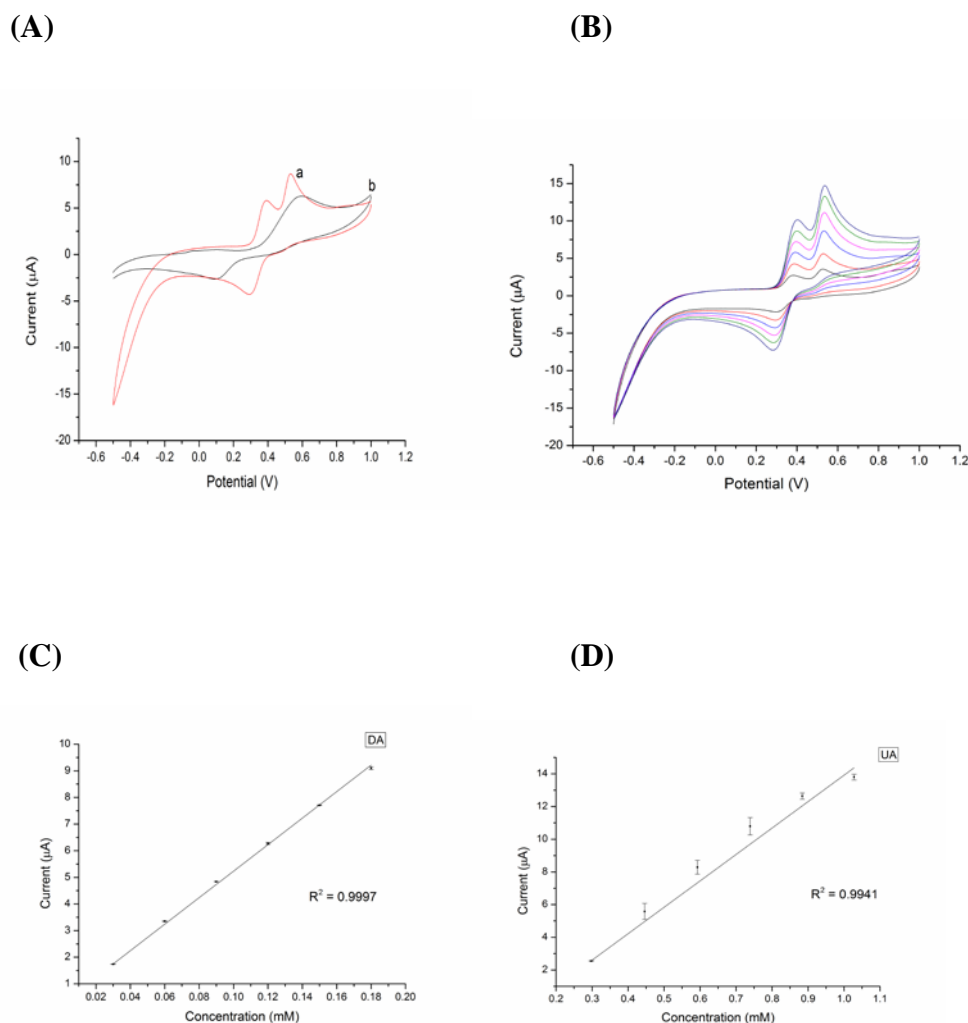 (A)
(B)
a
b
10
5
0
-5
-10
-15
-20
-0.6 -0.4 -0.2 0.0 0.2 0.4 0.6 0.8 1.0 1.2
Current (µA)
Potential (V)
15
10
5
0
-5
-10
-15
-20
-0.6 -0.4 -0.2 0.0 0.2 0.4 0.6 0.8 1.0 1.2
Current (µA)
Potential (V)
(C)
(D)
DA
10
9
8
7
6
5
4
3
2
1
0.02 0.04 0.06 0.08 0.10 0.12 0.14 0.16 0.18 0.20
R² = 0.9997
Current (µA)
Concentration (mM)
UA
14
12
10
8
6
4
2
0.2 0.3 0.4 0.5 0.6 0.7 0.8 0.9 1.0 1.1
R² = 0.9941
Current (µA)
Concentration (mM)